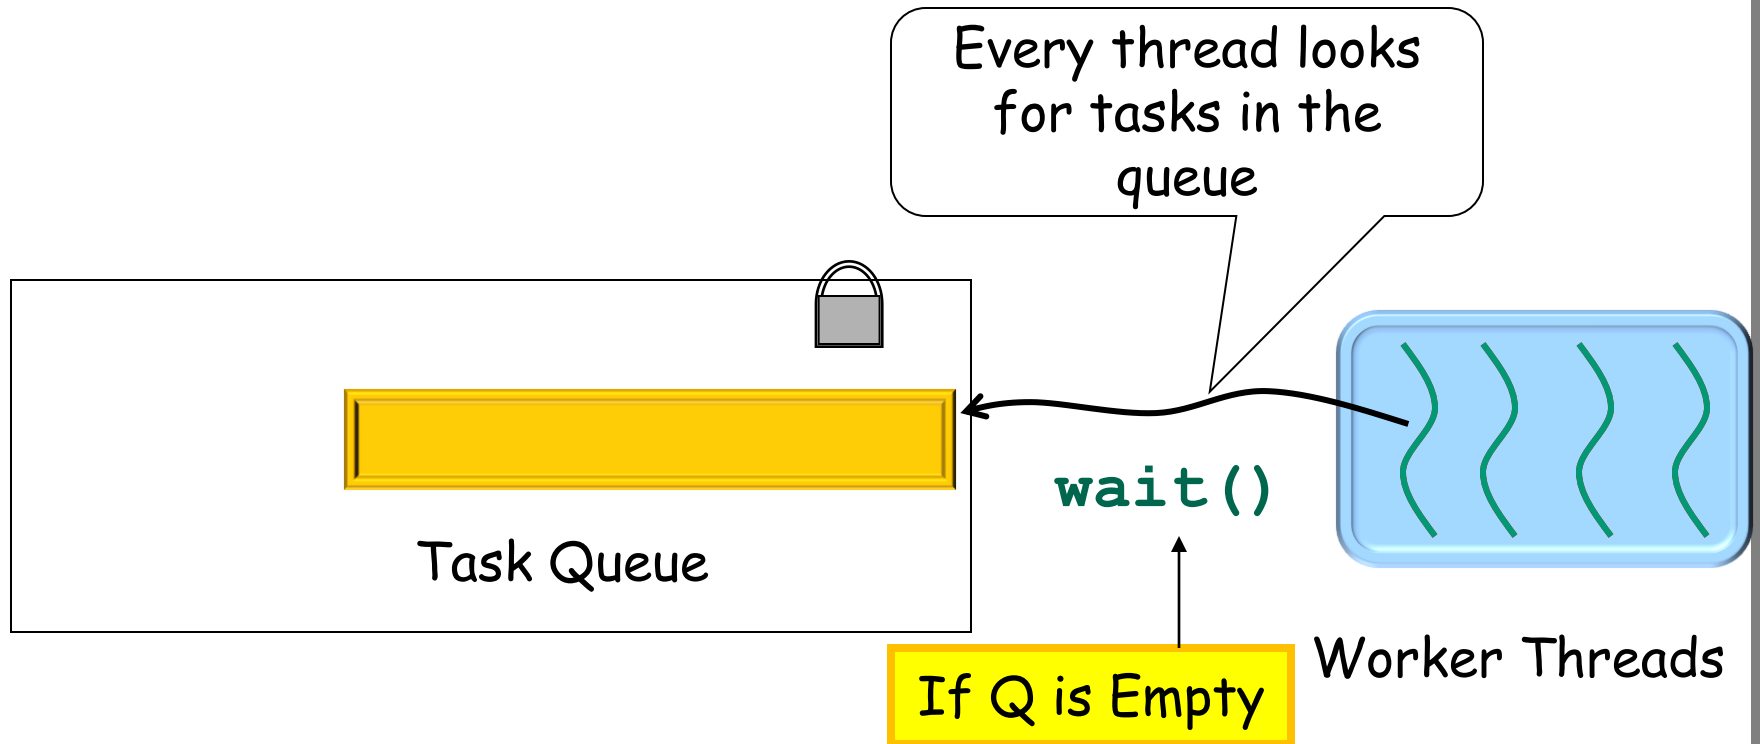 Every thread looks
for tasks in the
queue
wait()
Task Queue
Worker Threads
If Q is Empty